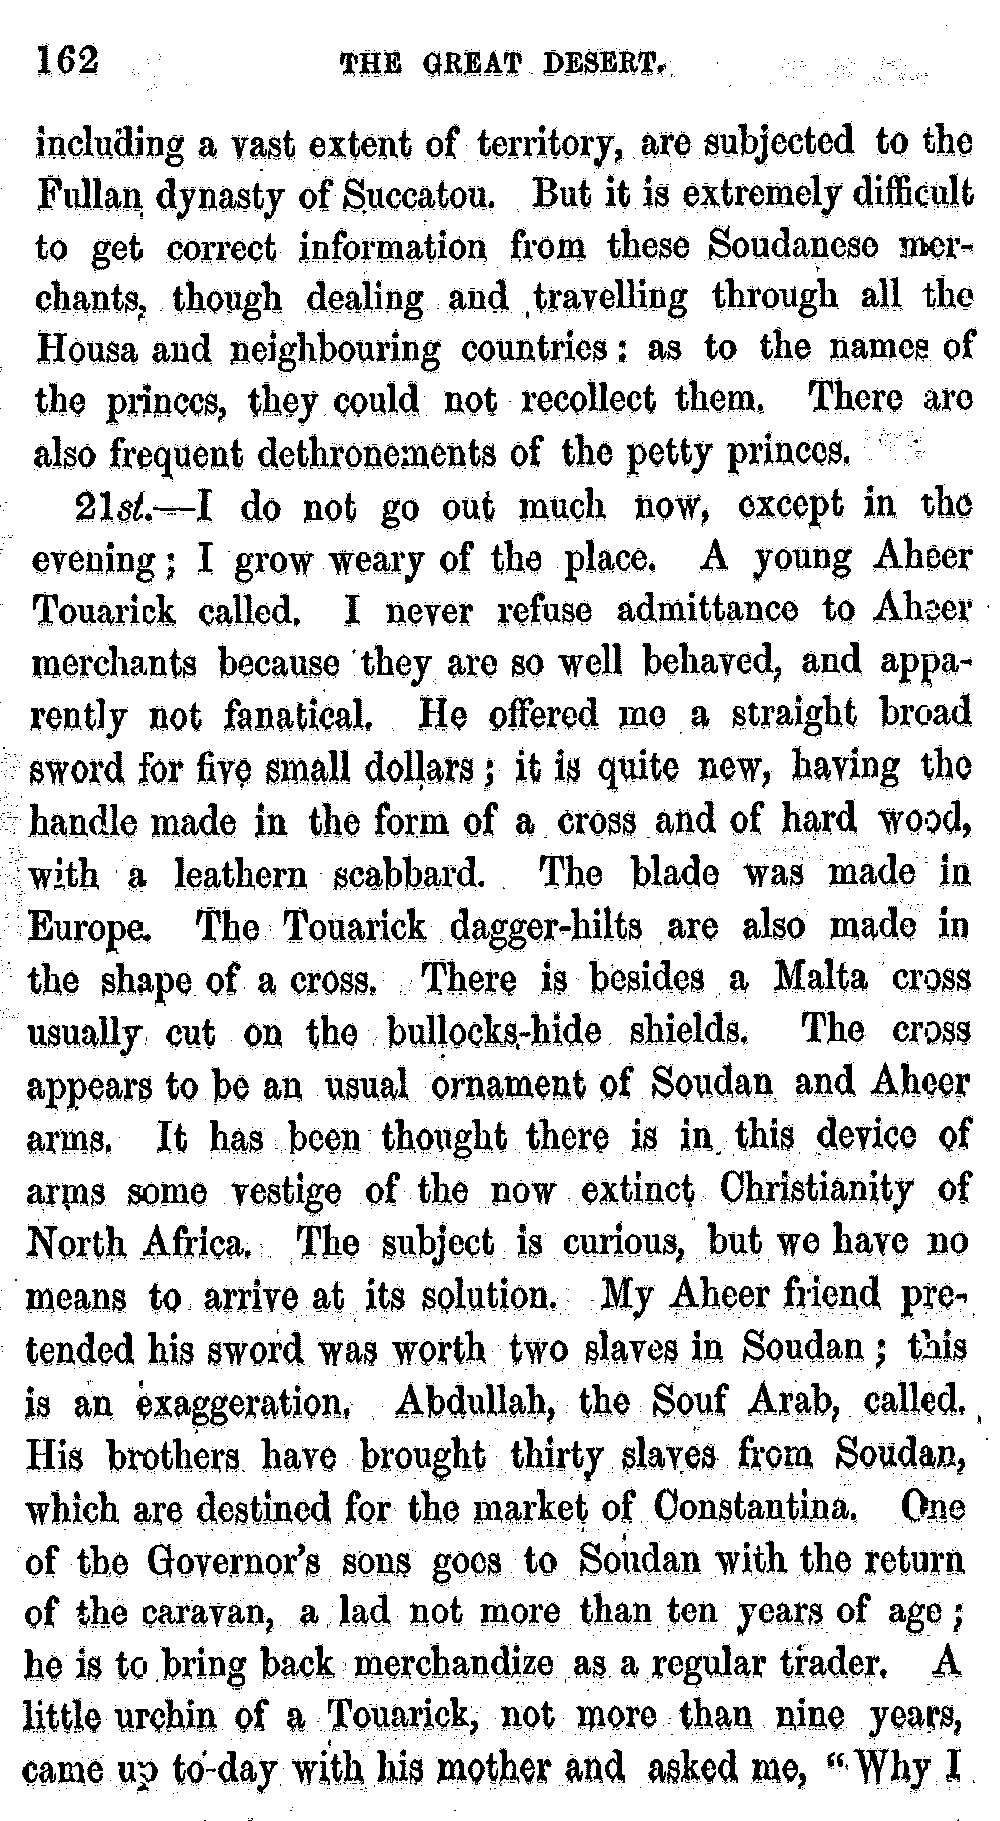 162 THE GREAT DESERT.
including a vast extent of territory, are subjected to the
Fullan dynasty of Succatou. But it is extremely difficult
to get correct information from these Soudanese mer-
chants, though dealing and travelling through all the
Housa and neighbouring countries: as to the names of
the princes, they could not recollect them. There are
also frequent dethronements of the petty princes.
21st.—I do not go out much now, except in the
evening; I grow weary of the place. A young Aheer
Touarick called. I never refuse admittance to Aheer
merchants because they are so well behaved, and appa-
rently not fanatical. He offered me a straight broad
sword for five small dollars; it is quite new, having the
handle made in the form of a cross and of hard wood,
with a leathern scabbard. The blade was made in
Europe. The Touarick dagger-hilts are also made in
the shape of a cross. There is besides a Malta cross
usually cut on the bullocks-hide shields. The cross
appears to be an usual ornament of Soudan and Aheer
arms. It has been thought there is in this device of
arms some vestige of the now extinct Christianity of
North Africa. The subject is curious, but we have no
means to arrive at its solution. My Aheer friend pre-
tended his sword was worth two slaves in Soudan; this
is an exaggeration. Abdullah, the Souf Arab, called.
His brothers have brought thirty slaves from Soudan,
which are destined for the market of Constantina. One
of the Governor's sons goes to Soudan with the return
of the caravan, a lad not more than ten years of age;
he is to bring back merchandize as a regular trader. A
little urchin of a Touarick, not more than nine years,
came up to-day with his mother and asked me, "Why I